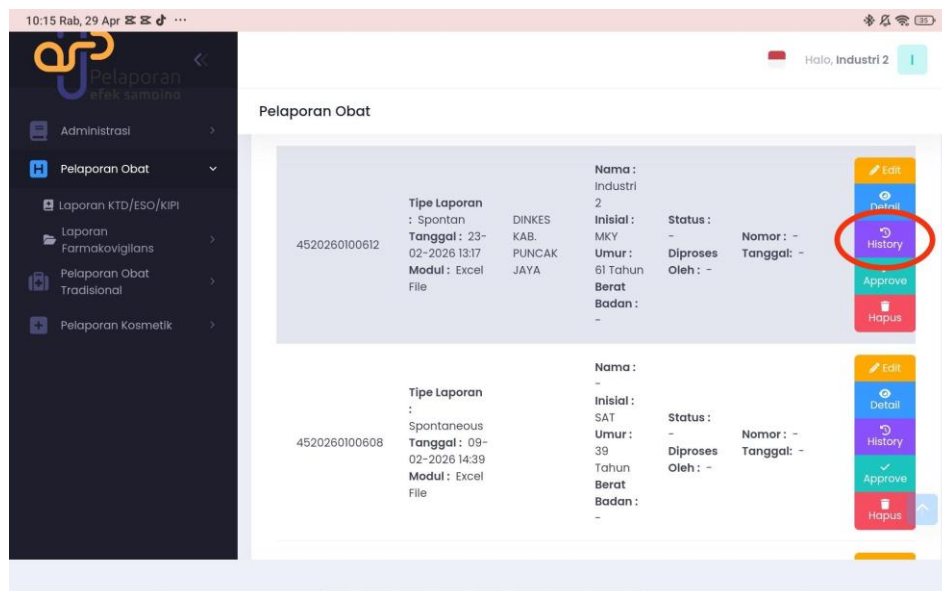 10:15 Rab, 29 Apr
35
Pelaporan
efek samping
Halo, Industri 2
I
Pelaporan Obat
Administrasi
Pelaporan Obat
Laporan KTD/ESO/KIPI
Laporan
Farmakovigilans
Pelaporan Obat
Tradisional
Pelaporan Kosmetik
4520260100612
Tipe Laporan
: Spontan
Tanggal : 23-
02-2026 13:17
Modul : Excel
File
DINKES
KAB.
PUNCAK
JAYA
Nama :
Industri
2
Inisial :
MKY
Umur :
61 Tahun
Berat
Badan :
-
Status :
-
Diproses
Oleh : -
Nomor : -
Tanggal: -
Edit
Detail
History
Approve
Hapus
4520260100608
Tipe Laporan
:
Spontaneous
Tanggal : 09-
02-2026 14:39
Modul : Excel
File
Nama :
-
Inisial :
SAT
Umur :
39
Tahun
Berat
Badan :
-
Status :
-
Diproses
Oleh : -
Nomor : -
Tanggal: -
Edit
Detail
History
Approve
Hapus